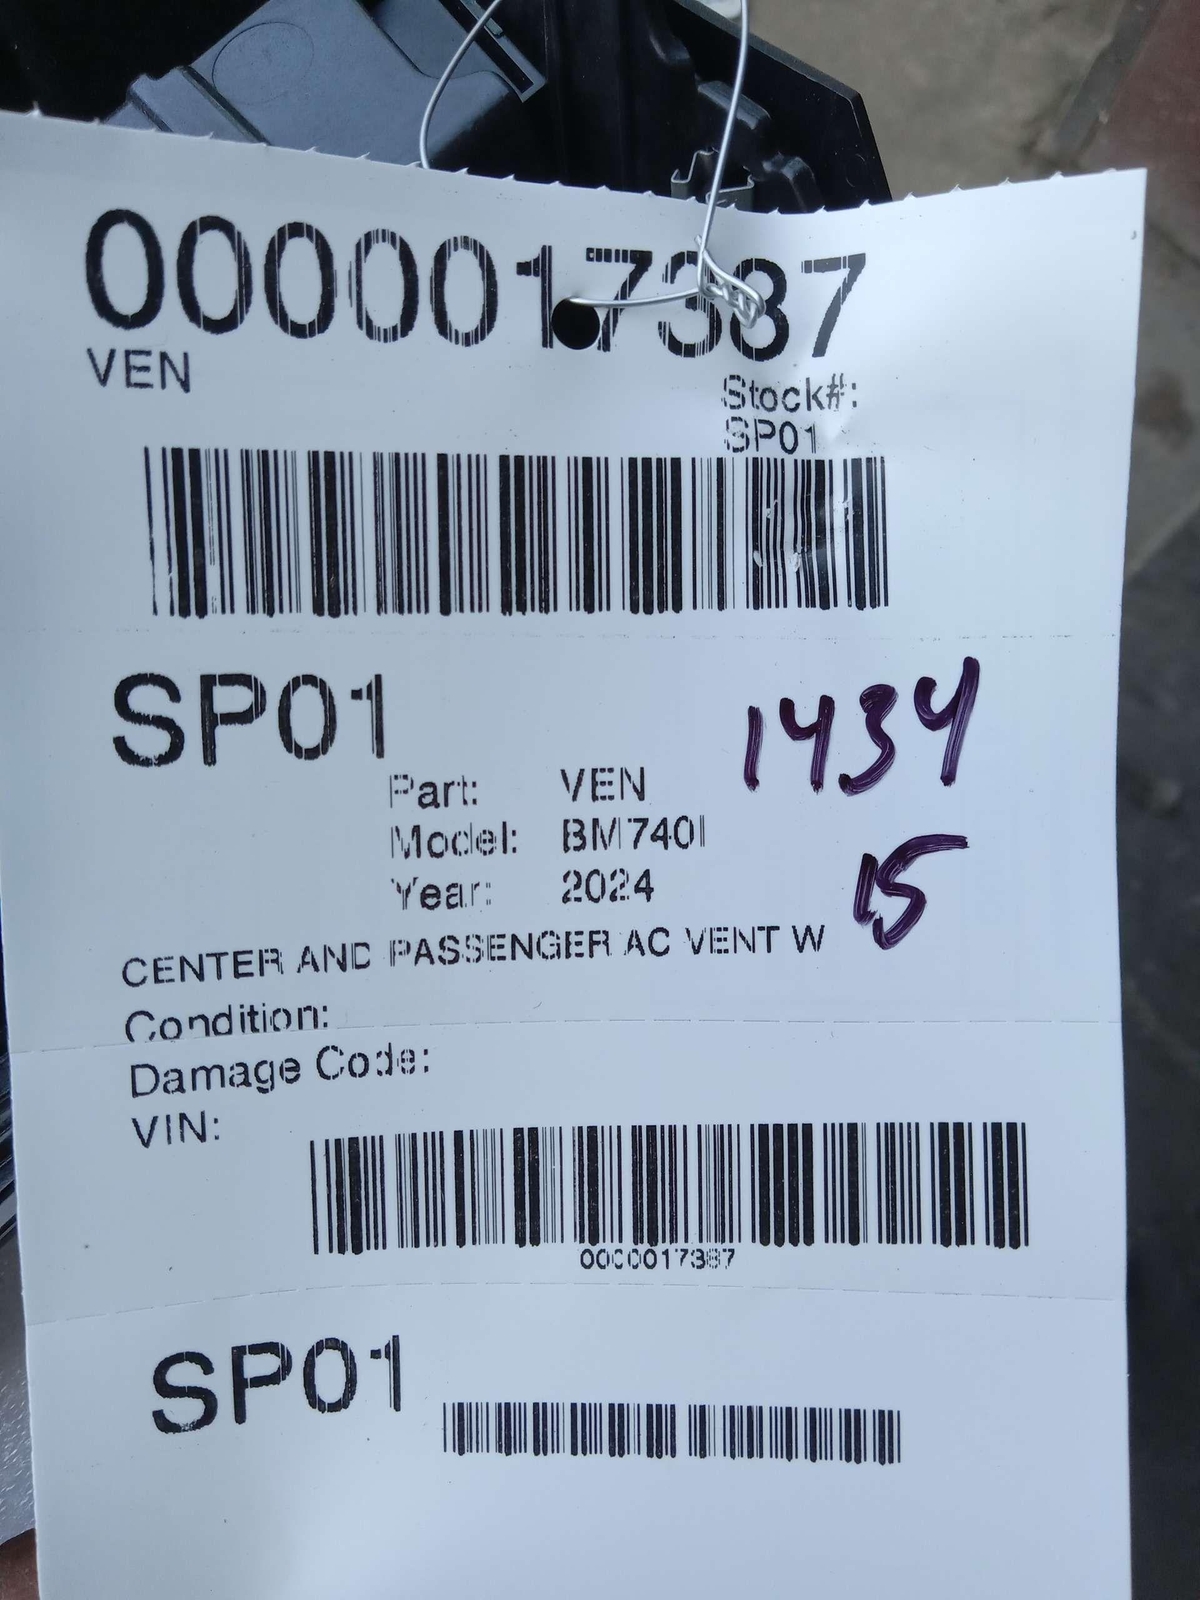 0000017387
VEN
Stock#:
SP01
SP01
1434
Part: VEN
Model: BM740I
Year: 2024
15
CENTER AND PASSENGER AC VENT W
Condition:
Damage Code:
VIN:
0000017387
SP01